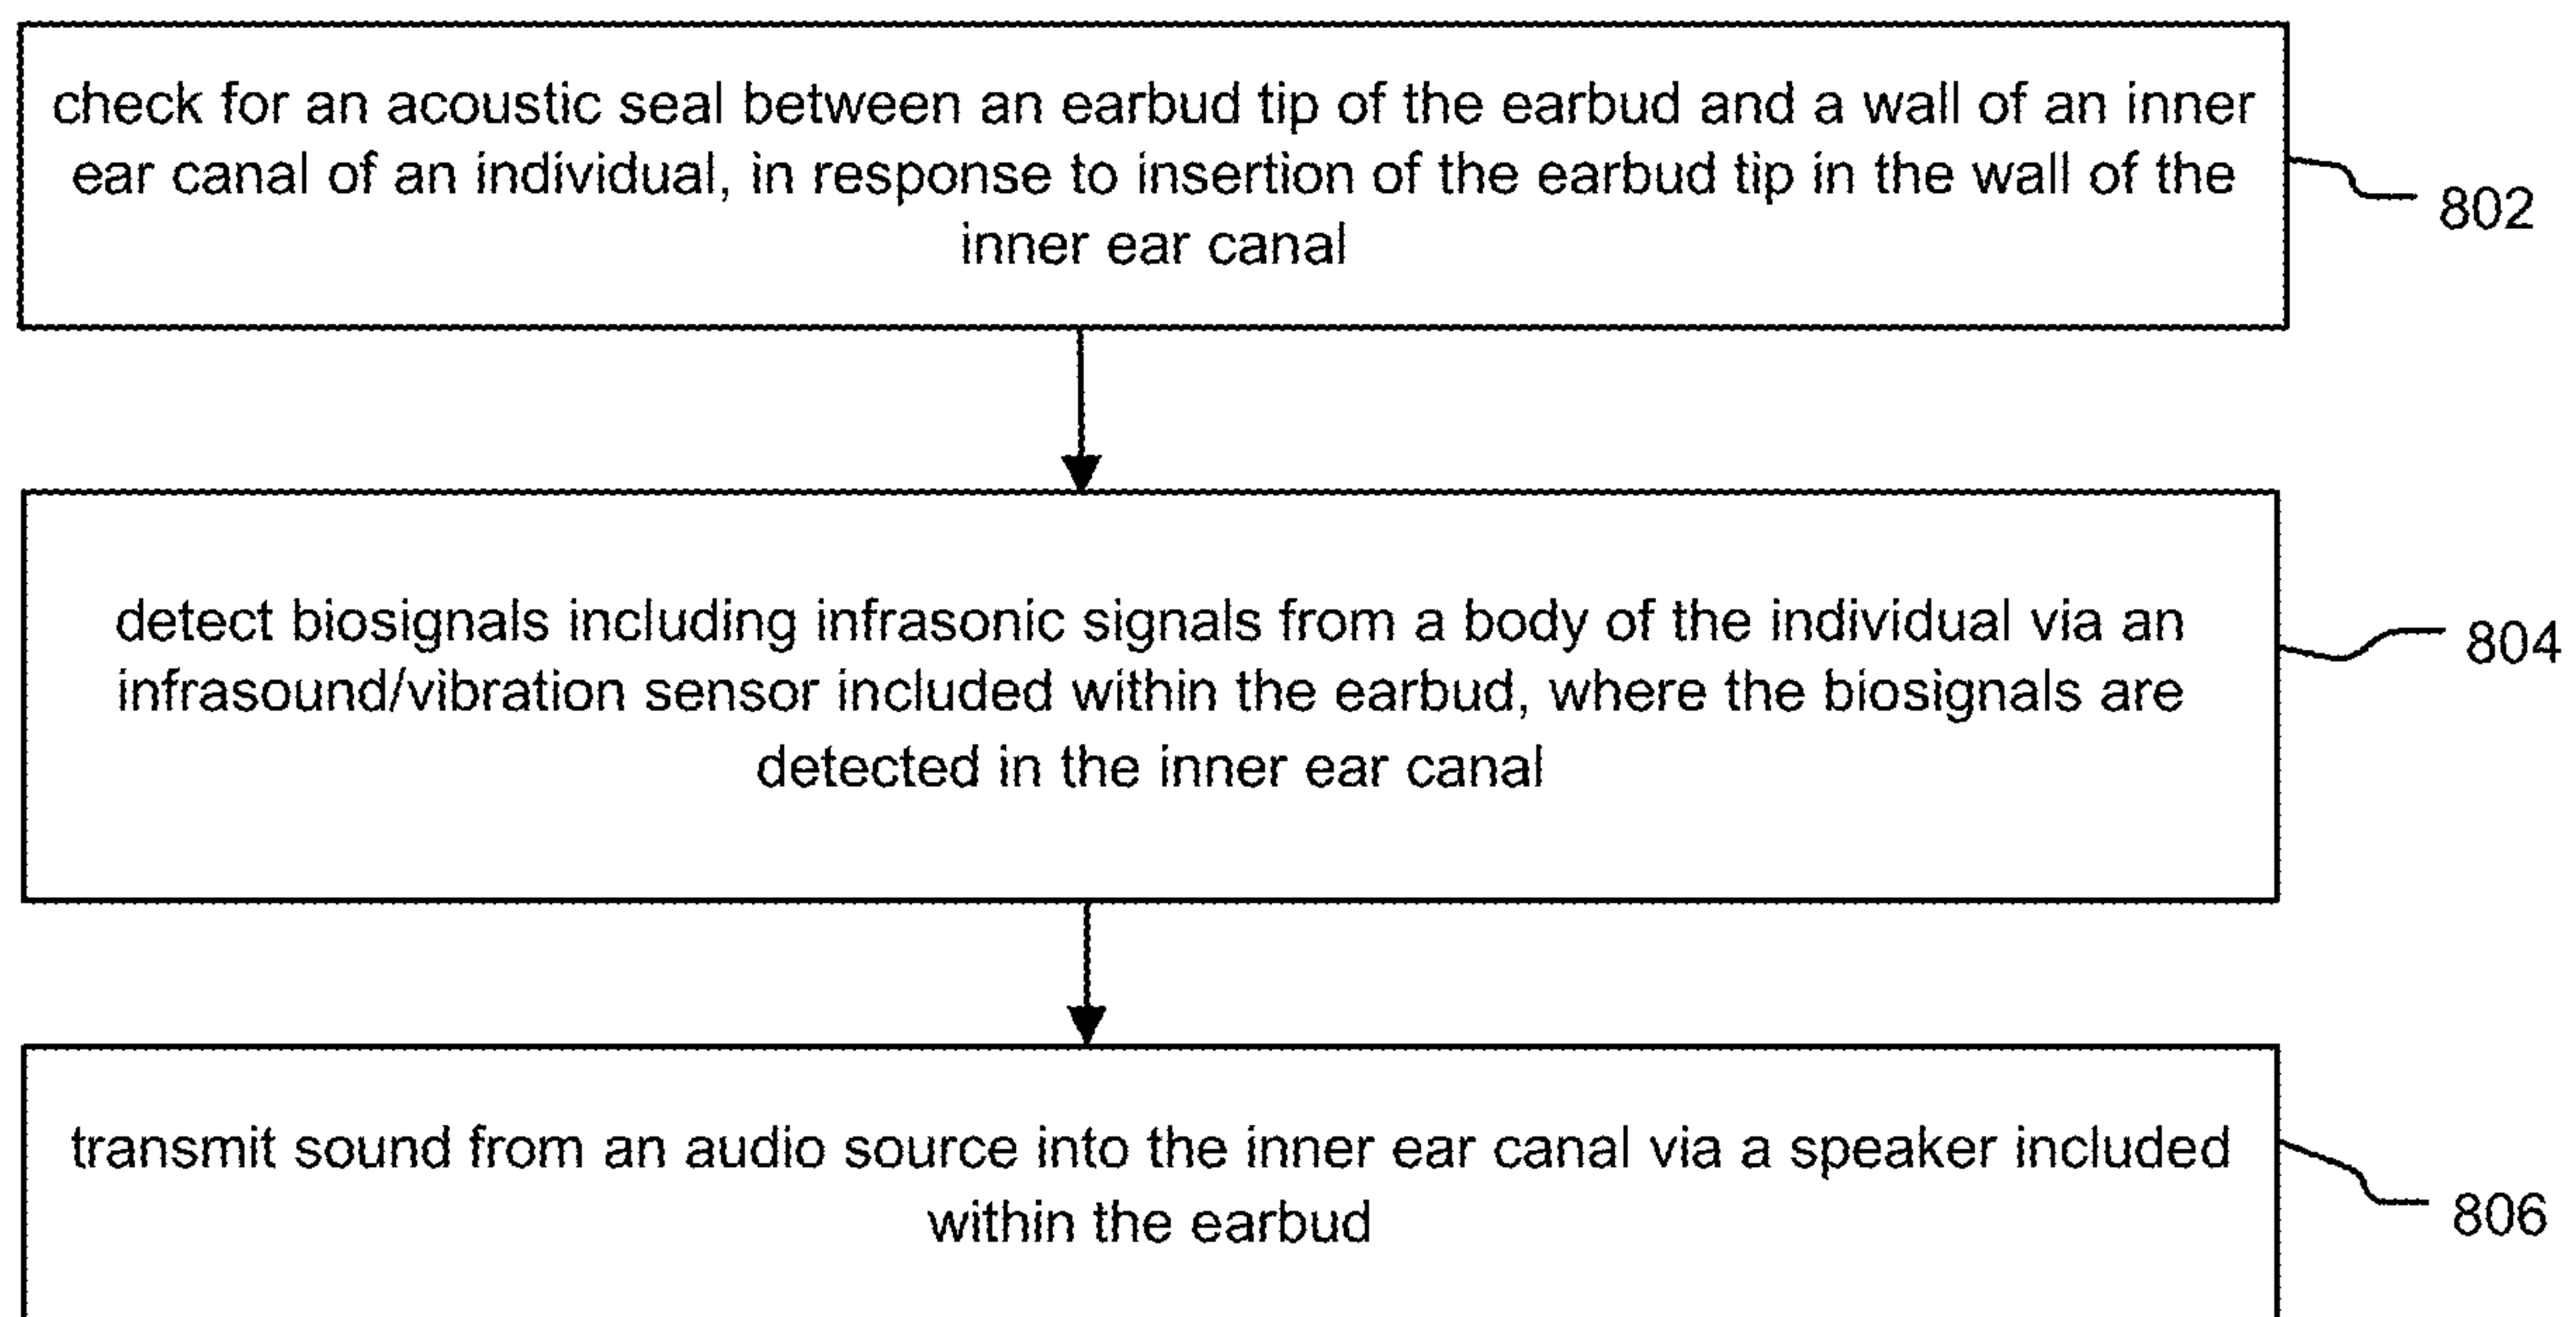 check for an acoustic seal between an earbud tip of the earbud and a wall of an inner
ear canal of an individual, in response to insertion of the earbud tip in the wall of the
inner ear canal
802
detect biosignals including infrasonic signals from a body of the individual via an
infrasound/vibration sensor included within the earbud, where the biosignals are
detected in the inner ear canal
804
transmit sound from an audio source into the inner ear canal via a speaker included
within the earbud
806